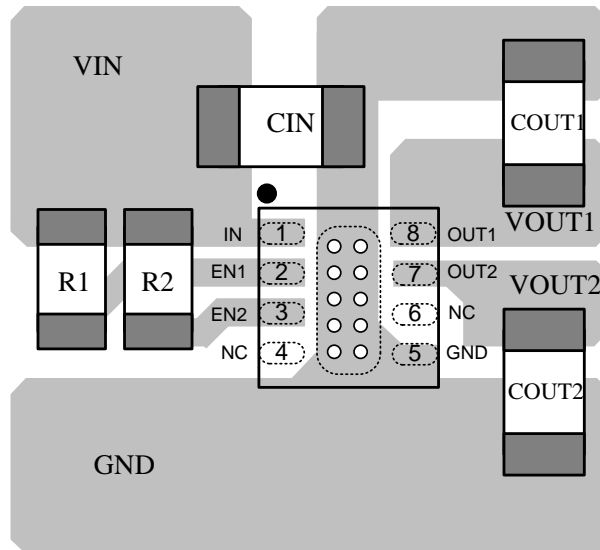 VIN
CIN
COUT1
IN 1 8 OUT1
VOUT1
EN1 2 7 OUT2
R1 R2
VOUT2
EN2 3 6 NC
NC 4 5 GND
COUT2
GND